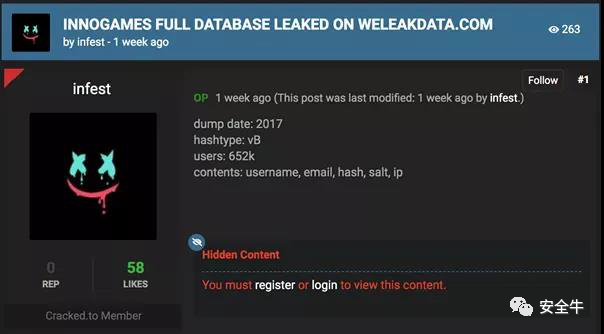 INNOGAMES FULL DATABASE LEAKED ON WELEAKDATA.COM
by infest - 1 week ago
263
infest
0
REP
58
LIKES
Cracked.to Member
Follow
#1
OP 1 week ago (This post was last modified: 1 week ago by infest.)
dump date: 2017
hashtype: vB
users: 652k
contents: username, email, hash, salt, ip
Hidden Content
You must register or login to view this content.
安全牛